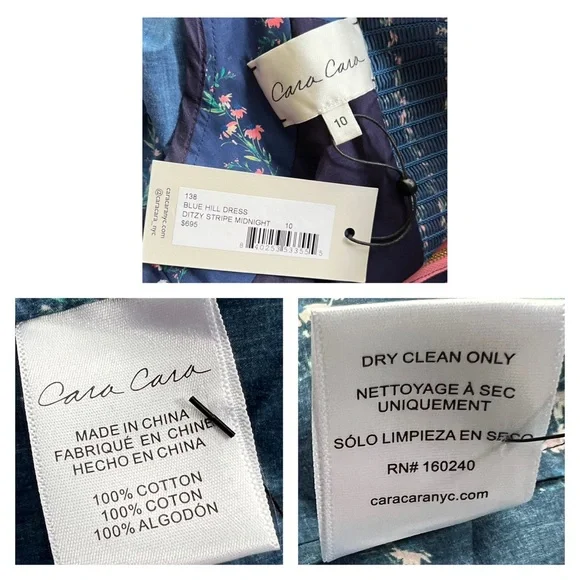 Cara Cara
10
138
BLUE HILL DRESS
DITZY STRIPE MIDNIGHT 10
$695
caracaranyc.com
@caracara_nyc
Cara Cara
MADE IN CHINA
FABRIQUÉ EN CHINE
HECHO EN CHINA
100% COTTON
100% COTON
100% ALGODÓN
DRY CLEAN ONLY
NETTOYAGE À SEC
UNIQUEMENT
SÓLO LIMPIEZA EN SECO
RN# 160240
caracaranyc.com